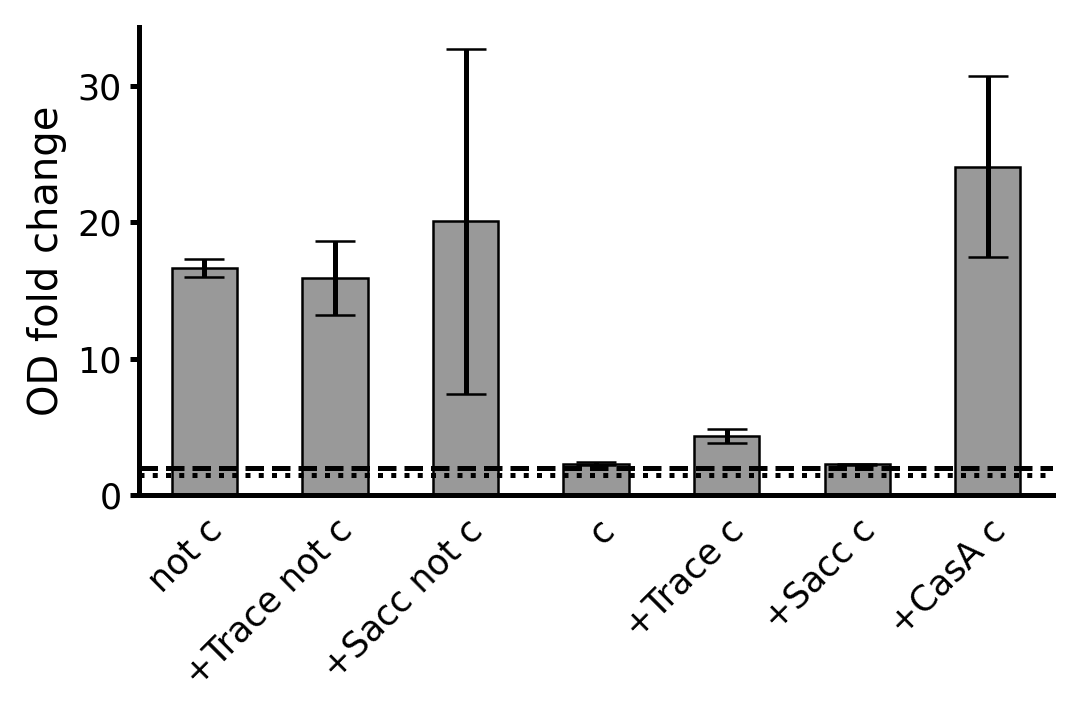 OD fold change
30
20
10
0
not c
+Trace not c
+Sacc not c
c
+Trace c
+Sacc c
+CasA c